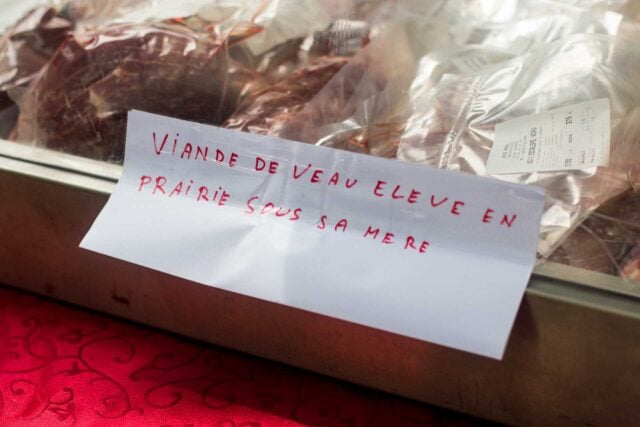 VIANDE DE VEAU ELEVE EN
PRAIRIE SOUS SA MERE